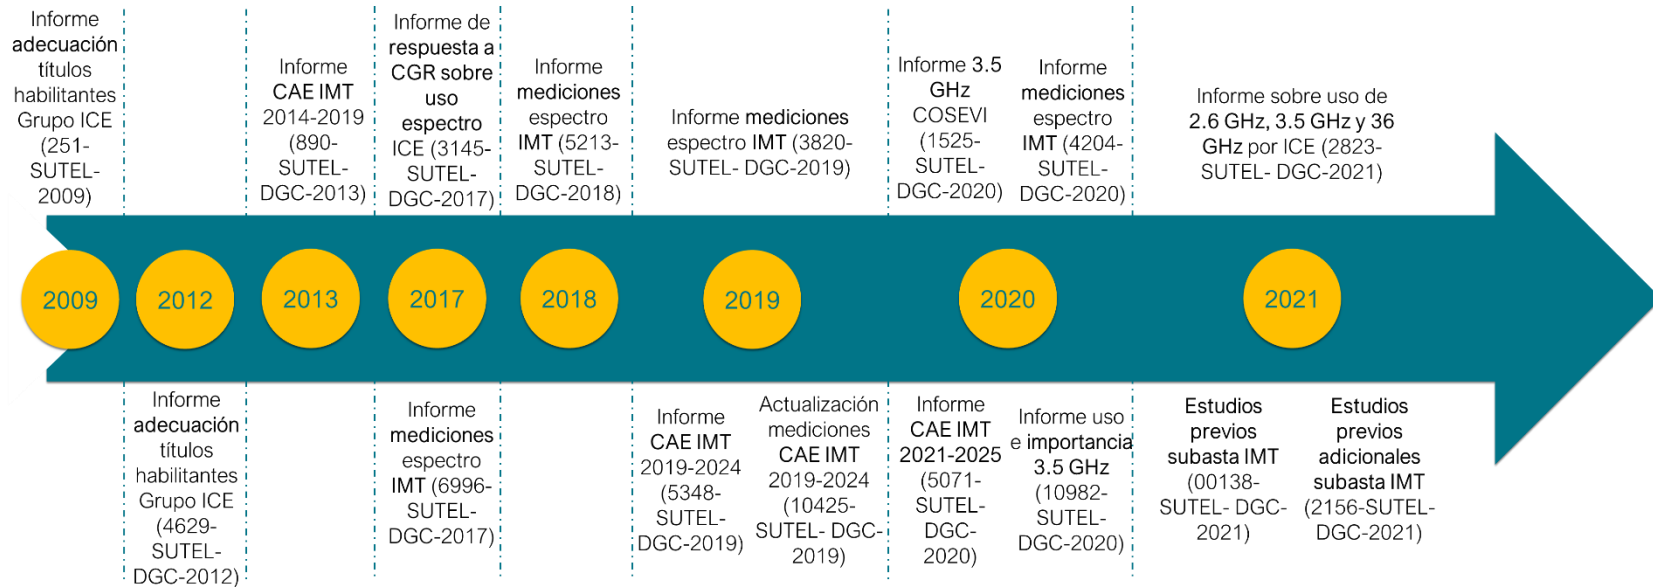 Informe
adecuación
títulos
habilitantes
Grupo ICE
(251-
SUTEL-
2009)
Informe
CAE IMT
2014-2019
(890-
SUTEL-
DGC-2013)
Informe de
respuesta a
CGR sobre
uso
espectro
ICE (3145-
SUTEL-
DGC-2017)
Informe
mediciones
espectro
IMT (5213-
SUTEL-
DGC-2018)
Informe mediciones
espectro IMT (3820-
SUTEL- DGC-2019)
Informe 3.5
GHz
COSEVI
(1525-
SUTEL-
DGC-2020)
Informe
mediciones
espectro
IMT (4204-
SUTEL-
DGC-2020)
Informe sobre uso de
2.6 GHz, 3.5 GHz y 36
GHz por ICE (2823-
SUTEL- DGC-2021)
2009
2012
2013
2017
2018
2019
2020
2021
Informe
adecuación
títulos
habilitantes
Grupo ICE
(4629-
SUTEL-
DGC-2012)
Informe
mediciones
espectro
IMT (6996-
SUTEL-
DGC-2017)
Informe
CAE IMT
2019-2024
(5348-
SUTEL-
DGC-2019)
Actualización
mediciones
CAE IMT
2019-2024
(10425-
SUTEL- DGC-
2019)
Informe
CAE IMT
2021-2025
(5071-
SUTEL-
DGC-
2020)
Informe uso
e importancia
3.5 GHz
(10982-
SUTEL-
DGC-2020)
Estudios
previos
subasta IMT
(00138-
SUTEL- DGC-
2021)
Estudios
previos
adicionales
subasta IMT
(2156-SUTEL-
DGC-2021)